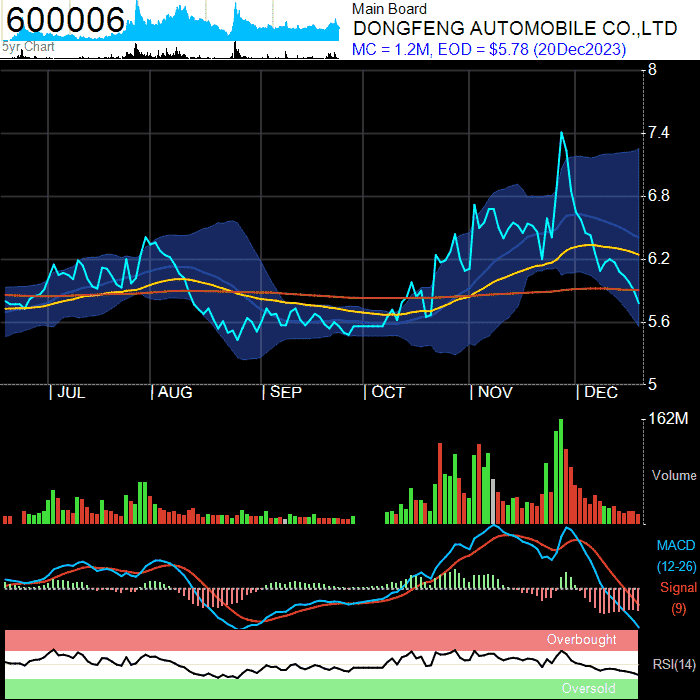 600006
5yr Chart
Main Board
DONGFENG AUTOMOBILE CO.,LTD
MC = 1.2M, EOD = $5.78 (20Dec2023)
8
7.4
6.8
6.2
5.6
5
| JUL | AUG | SEP | OCT | NOV | DEC
162M
Volume
MACD
(12-26)
Signal
(9)
Overbought
RSI(14)
Oversold